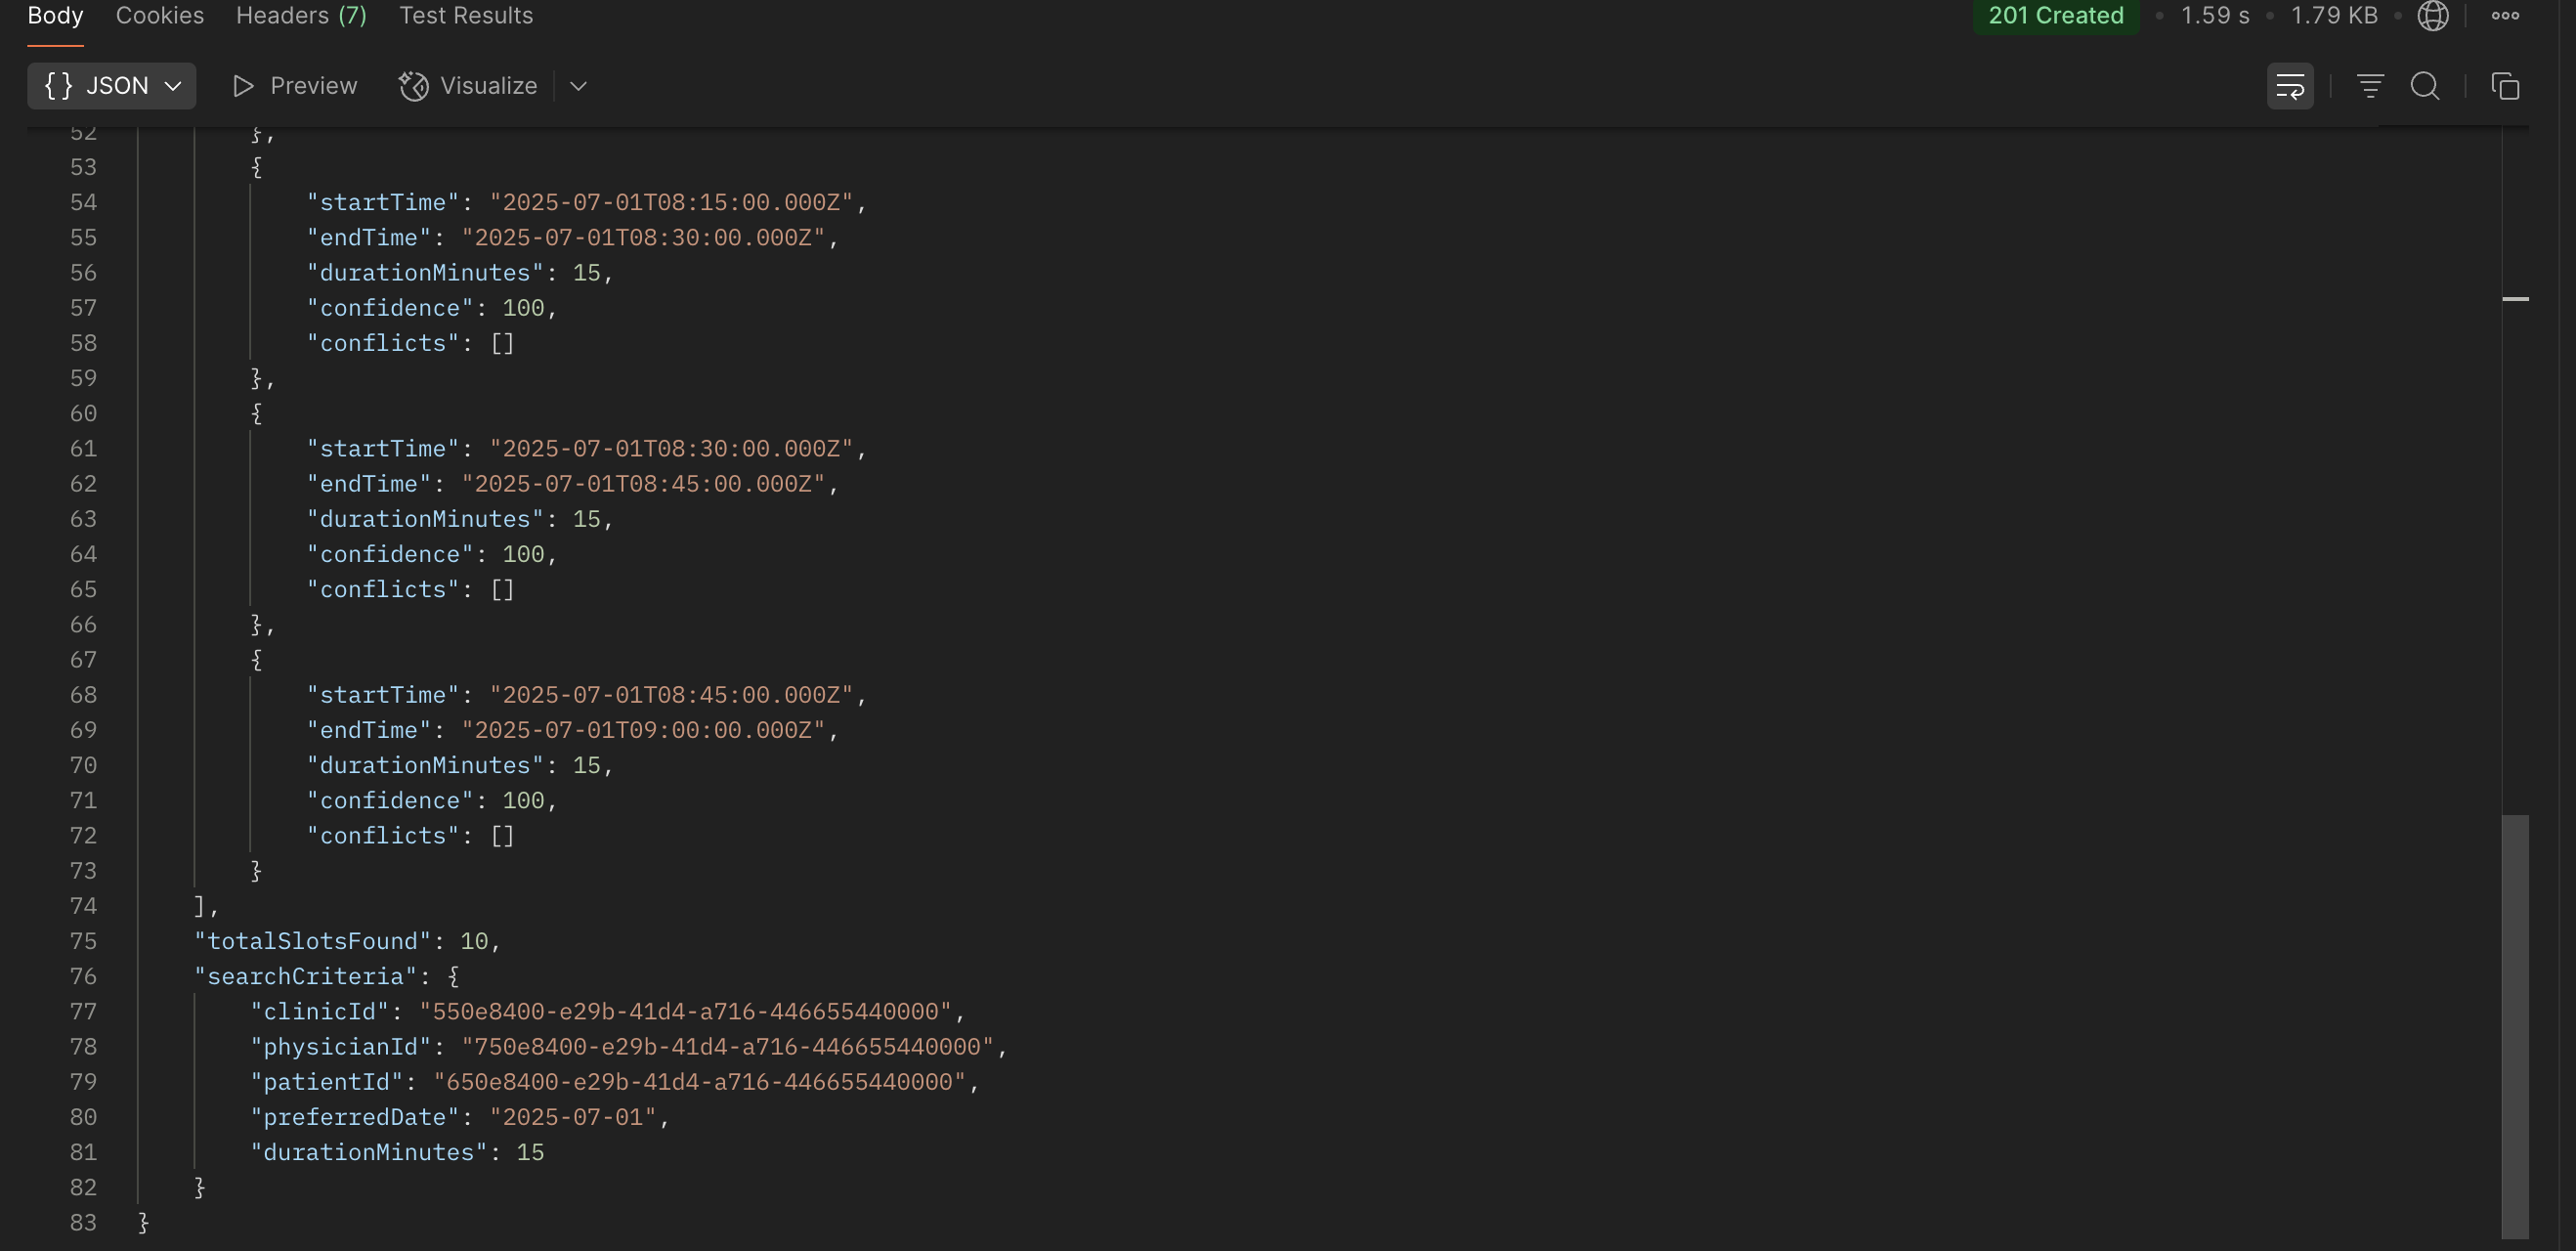 Body Cookies Headers (7) Test Results 201 Created • 1.59 s • 1.79 KB •
{} JSON Preview Visualize
52 },
53 {
54 "startTime": "2025-07-01T08:15:00.000Z",
55 "endTime": "2025-07-01T08:30:00.000Z",
56 "durationMinutes": 15,
57 "confidence": 100,
58 "conflicts": []
59 },
60 {
61 "startTime": "2025-07-01T08:30:00.000Z",
62 "endTime": "2025-07-01T08:45:00.000Z",
63 "durationMinutes": 15,
64 "confidence": 100,
65 "conflicts": []
66 },
67 {
68 "startTime": "2025-07-01T08:45:00.000Z",
69 "endTime": "2025-07-01T09:00:00.000Z",
70 "durationMinutes": 15,
71 "confidence": 100,
72 "conflicts": []
73 }
74 ],
75 "totalSlotsFound": 10,
76 "searchCriteria": {
77 "clinicId": "550e8400-e29b-41d4-a716-446655440000",
78 "physicianId": "750e8400-e29b-41d4-a716-446655440000",
79 "patientId": "650e8400-e29b-41d4-a716-446655440000",
80 "preferredDate": "2025-07-01",
81 "durationMinutes": 15
82 }
83 }